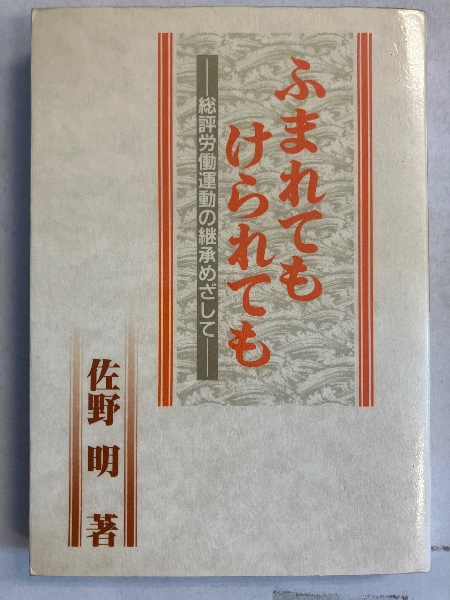 ふまれても
けられても
―総評労働運動の継承めざして―
佐野明著